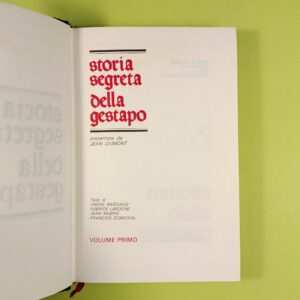 storia
segreta
della
gestapo
presentata da
JEAN DUMONT
Testi di
ANDRÉ BRISSAUD
FABRICE LAROCHE
JEAN MABIRE
FRANÇOIS D'ORCIVAL
VOLUME PRIMO